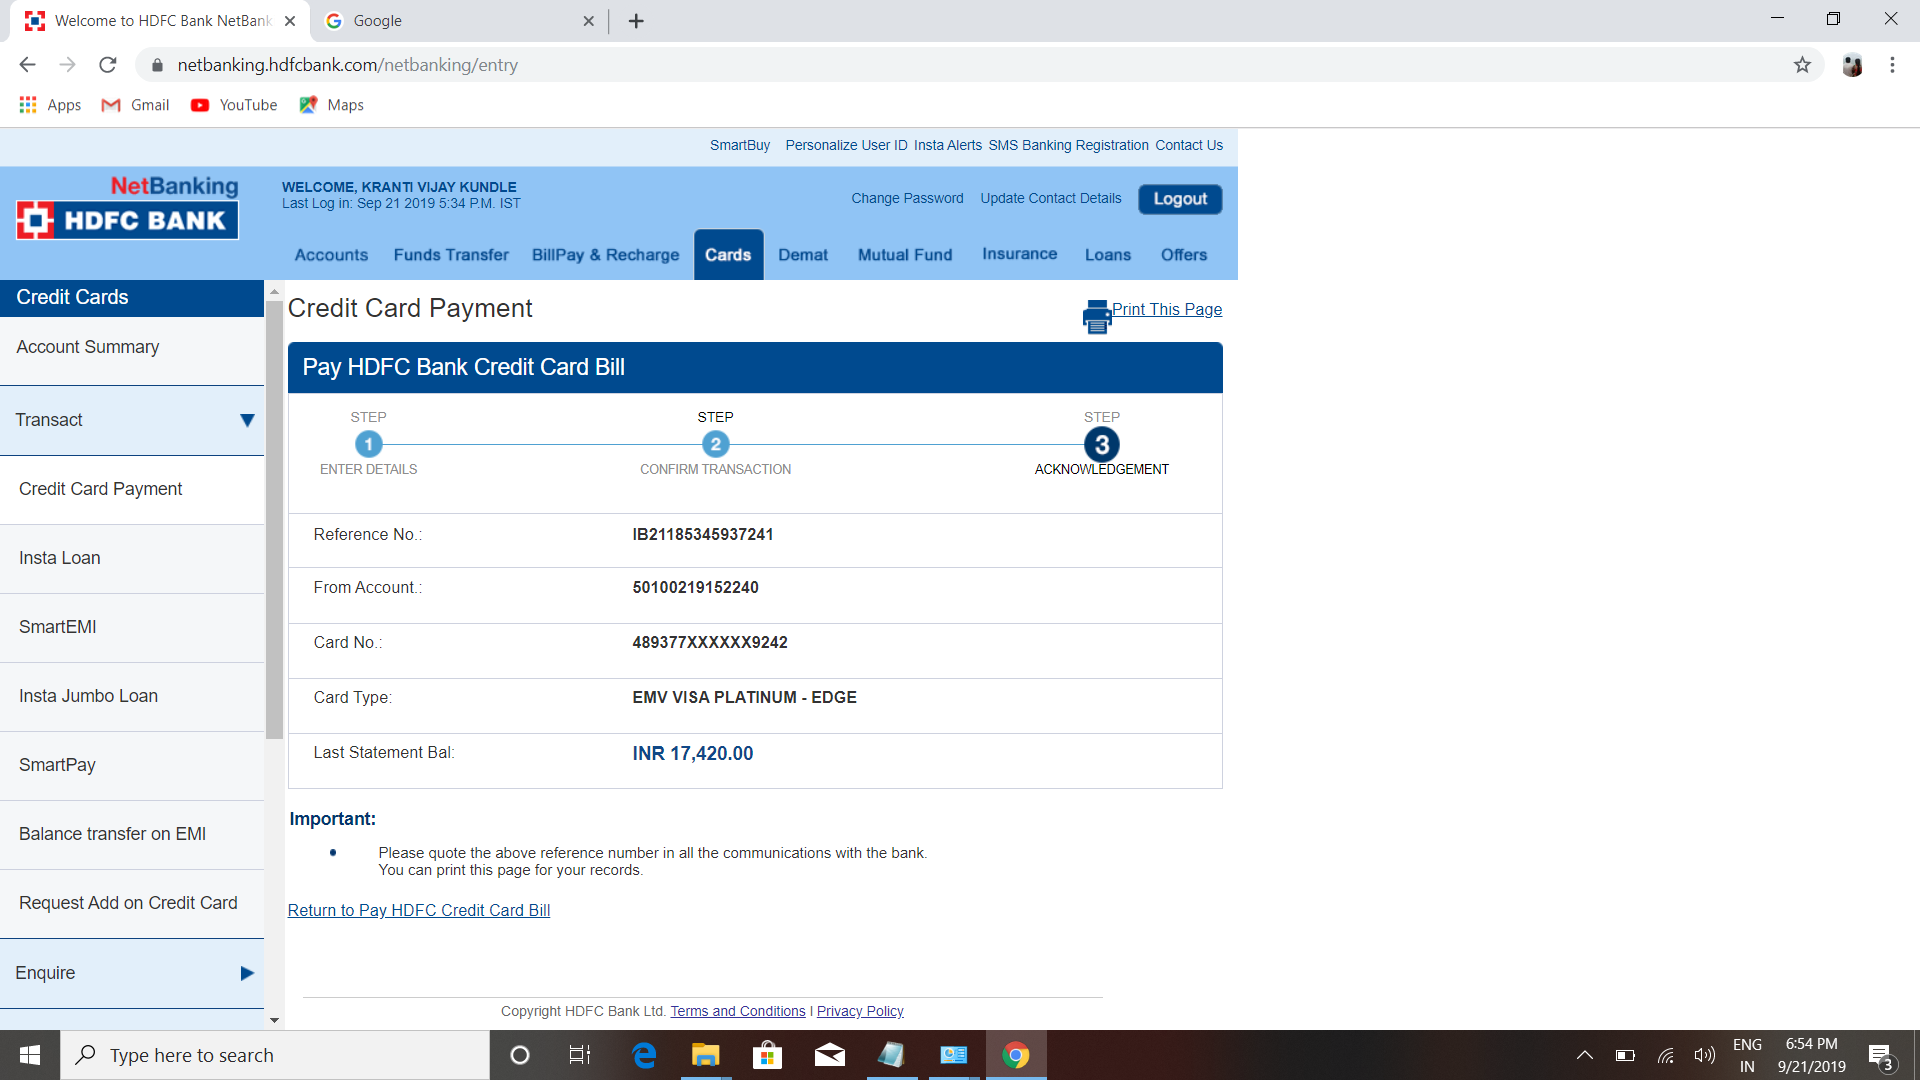 Welcome to HDFC Bank NetBank
Google
netbanking.hdfcbank.com/netbanking/entry
Apps Gmail YouTube Maps
SmartBuy Personalize User ID Insta Alerts SMS Banking Registration Contact Us
NetBanking
HDFC BANK
WELCOME, KRANTI VIJAY KUNDLE
Last Log in: Sep 21 2019 5:34 P.M. IST
Change Password Update Contact Details Logout
Accounts Funds Transfer BillPay & Recharge Cards Demat Mutual Fund Insurance Loans Offers
Credit Cards
Account Summary
Transact
Credit Card Payment
Insta Loan
SmartEMI
Insta Jumbo Loan
SmartPay
Balance transfer on EMI
Request Add on Credit Card
Enquire
Credit Card Payment
Print This Page
Pay HDFC Bank Credit Card Bill
STEP STEP STEP
1 2 3
ENTER DETAILS CONFIRM TRANSACTION ACKNOWLEDGEMENT
Reference No.: IB21185345937241
From Account.: 50100219152240
Card No.: 489377XXXXXX9242
Card Type: EMV VISA PLATINUM - EDGE
Last Statement Bal: INR 17,420.00
Important:
Please quote the above reference number in all the communications with the bank.
You can print this page for your records.
Return to Pay HDFC Credit Card Bill
Copyright HDFC Bank Ltd. Terms and Conditions I Privacy Policy
Type here to search
ENG
IN
6:54 PM
9/21/2019
3